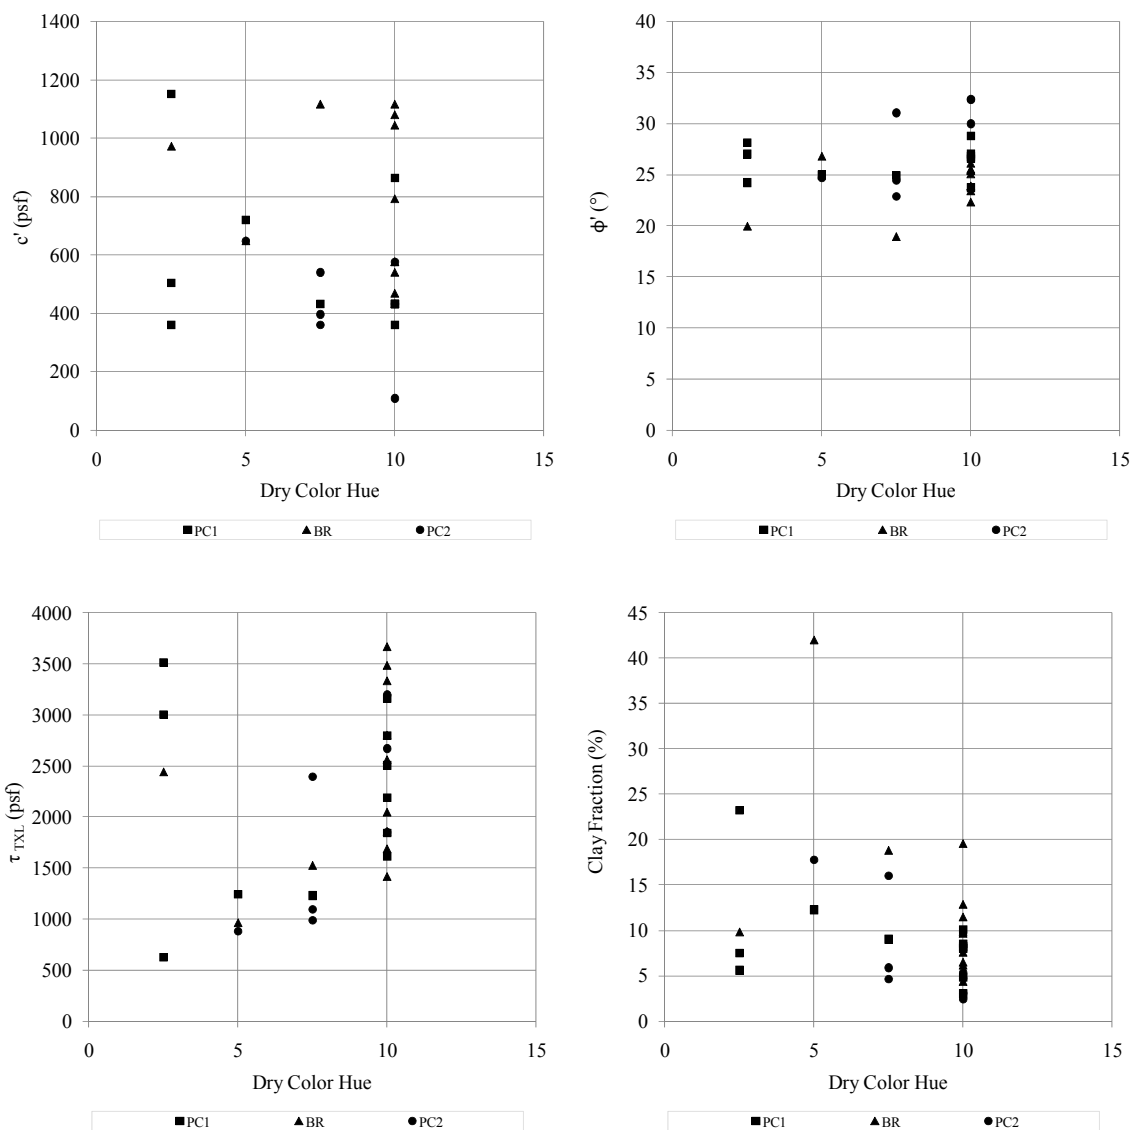 1400
1200
1000
800
600
400
200
0
c' (psf)
0 5 10 15
Dry Color Hue
PC1 BR PC2
40
35
30
25
20
15
10
5
0
ϕ' (°)
0 5 10 15
Dry Color Hue
PC1 BR PC2
4000
3500
3000
2500
2000
1500
1000
500
0
τ TXL (psf)
0 5 10 15
Dry Color Hue
PC1 BR PC2
45
40
35
30
25
20
15
10
5
0
Clay Fraction (%)
0 5 10 15
Dry Color Hue
PC1 BR PC2